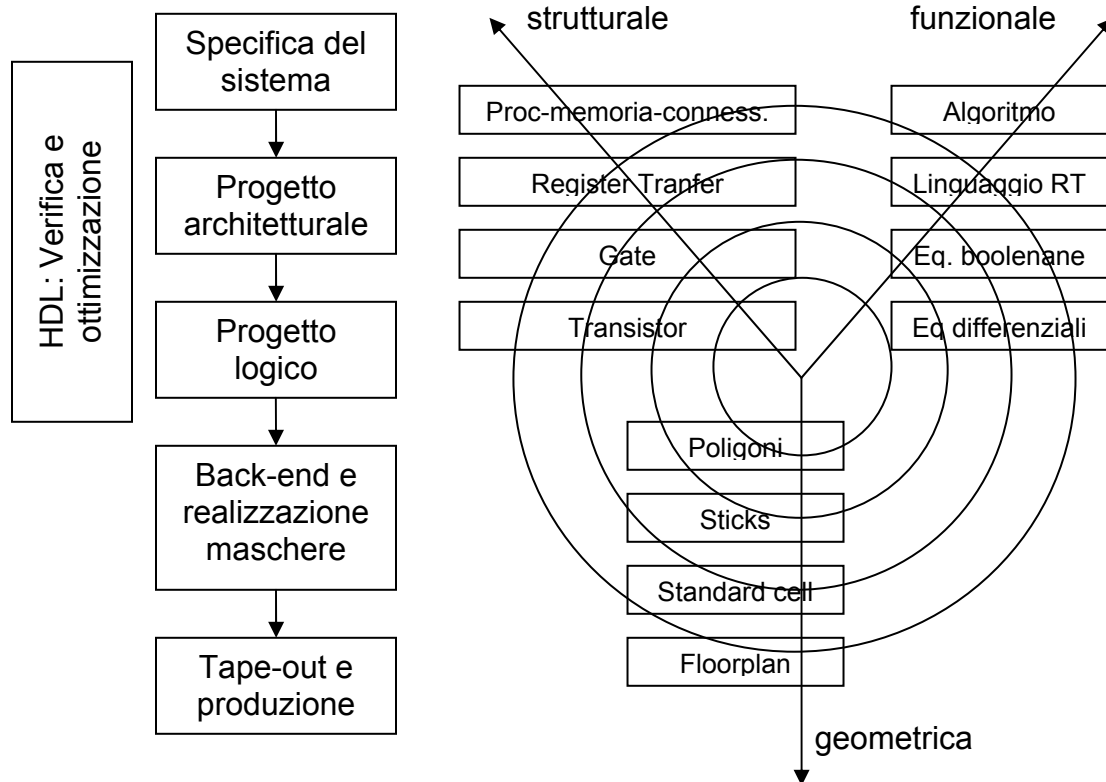 strutturale
funzionale
Specifica del
sistema
HDL: Verifica e
ottimizzazione
Proc-memoria-conness.
Algoritmo
Progetto
architetturale
Register Tranfer
Linguaggio RT
Gate
Eq. boolenane
Progetto
logico
Transistor
Eq differenziali
Back-end e
realizzazione
maschere
Poligoni
Sticks
Standard cell
Tape-out e
produzione
Floorplan
geometrica